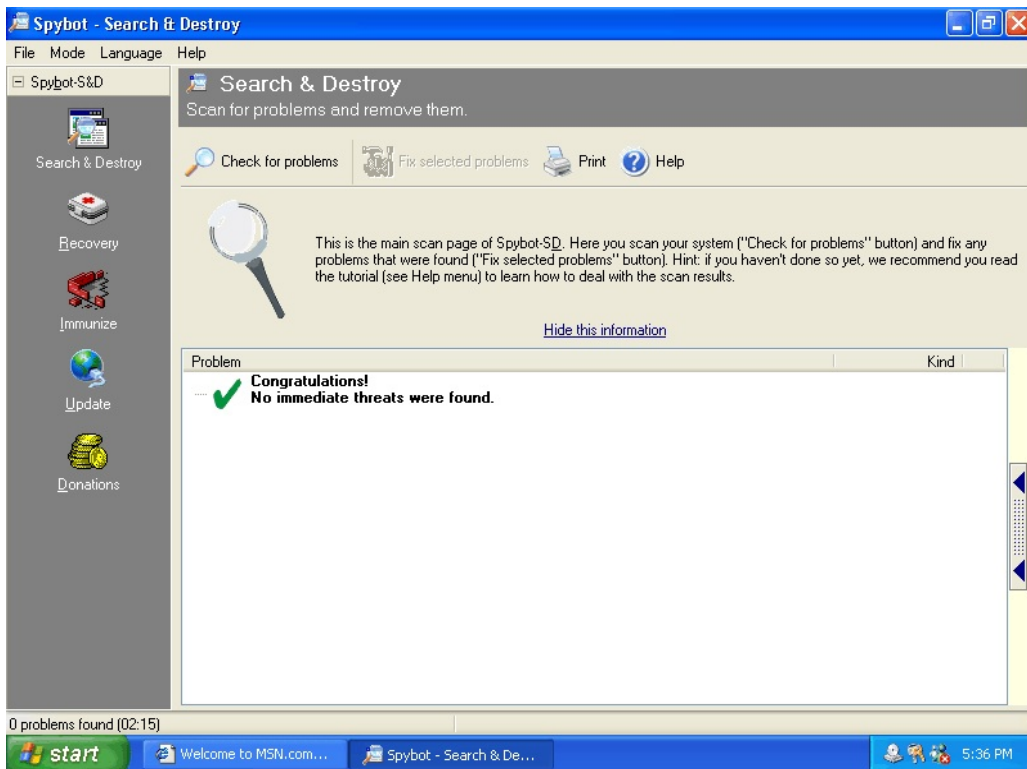 Spybot - Search & Destroy
File Mode Language Help
Spybot-S&D
Search & Destroy
Recovery
Immunize
Update
Donations
Search & Destroy
Scan for problems and remove them.
Check for problems Fix selected problems Print Help
This is the main scan page of Spybot-SD. Here you scan your system ("Check for problems" button) and fix any
problems that were found ("Fix selected problems" button). Hint: if you haven't done so yet, we recommend you read
the tutorial (see Help menu) to learn how to deal with the scan results.
Hide this information
Problem Kind
Congratulations!
No immediate threats were found.
0 problems found (02:15)
start Welcome to MSN.com... Spybot - Search & De... 5:36 PM